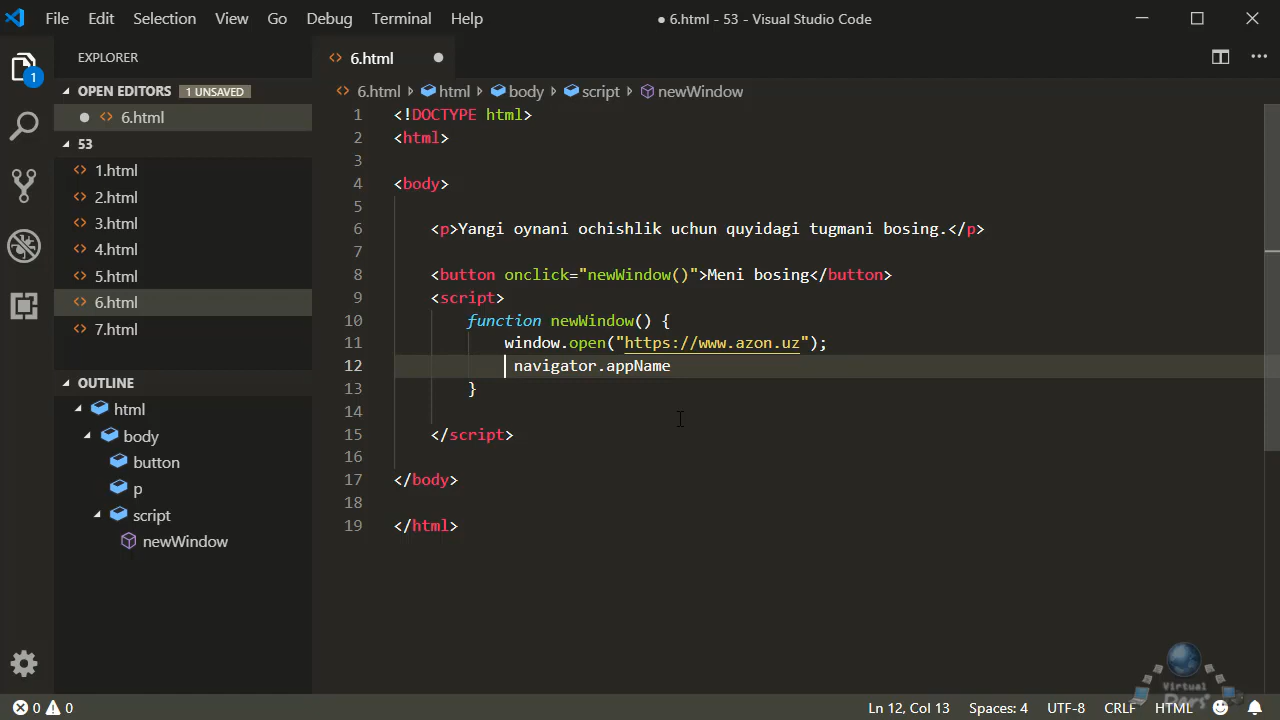 File Edit Selection View Go Debug Terminal Help ● 6.html - 53 - Visual Studio Code
EXPLORER
6.html
1
OPEN EDITORS 1 UNSAVED
6.html
53
1.html
2.html
3.html
4.html
5.html
6.html
7.html
OUTLINE
html
body
button
p
script
newWindow
6.html html body script newWindow
1 <!DOCTYPE html>
2 <html>
3
4 <body>
5
6 <p>Yangi oynani ochishlik uchun quyidagi tugmani bosing.</p>
7
8 <button onclick="newWindow()">Meni bosing</button>
9 <script>
10 function newWindow() {
11 window.open("https://www.azon.uz");
12 navigator.appName
13 }
14
15 </script>
16
17 </body>
18
19 </html>
Virtual
Dars
0 0 Ln 12, Col 13 Spaces: 4 UTF-8 CRLF HTML